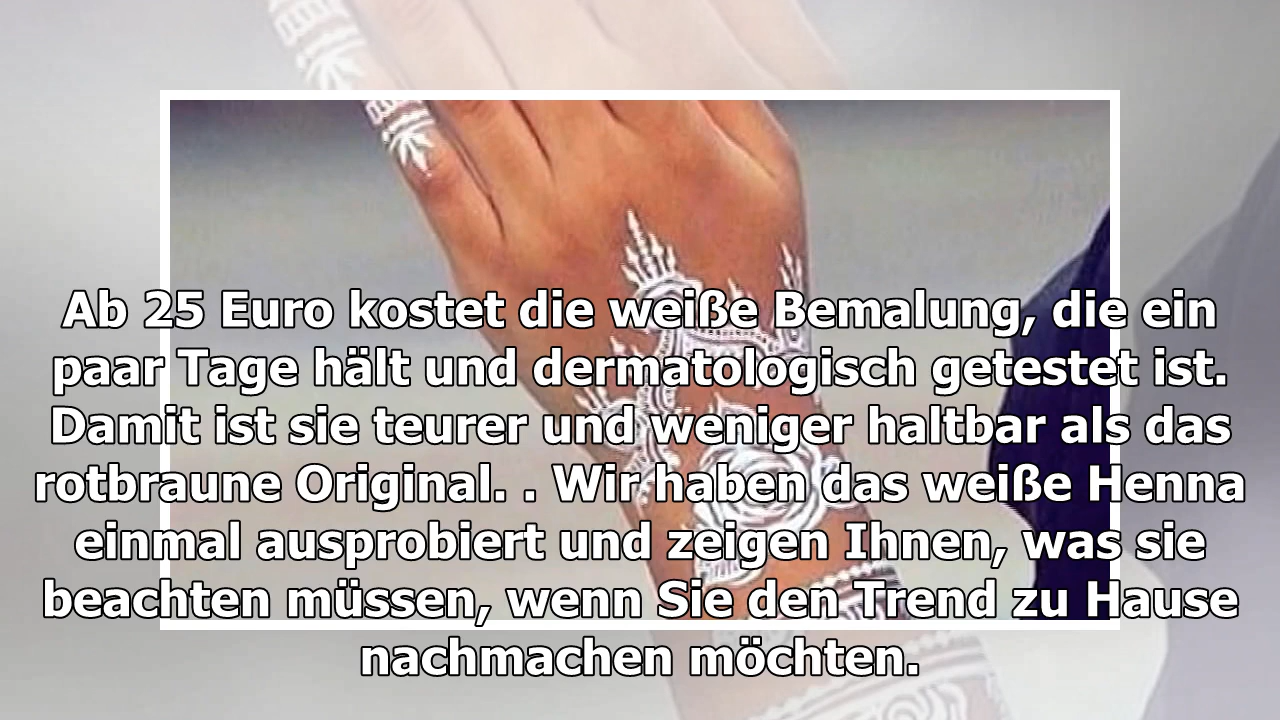 Ab 25 Euro kostet die weiße Bemalung, die ein
paar Tage hält und dermatologisch getestet ist.
Damit ist sie teurer und weniger haltbar als das
rotbraune Original. . Wir haben das weiße Henna
einmal ausprobiert und zeigen Ihnen, was sie
beachten müssen, wenn Sie den Trend zu Hause
nachmachen möchten.